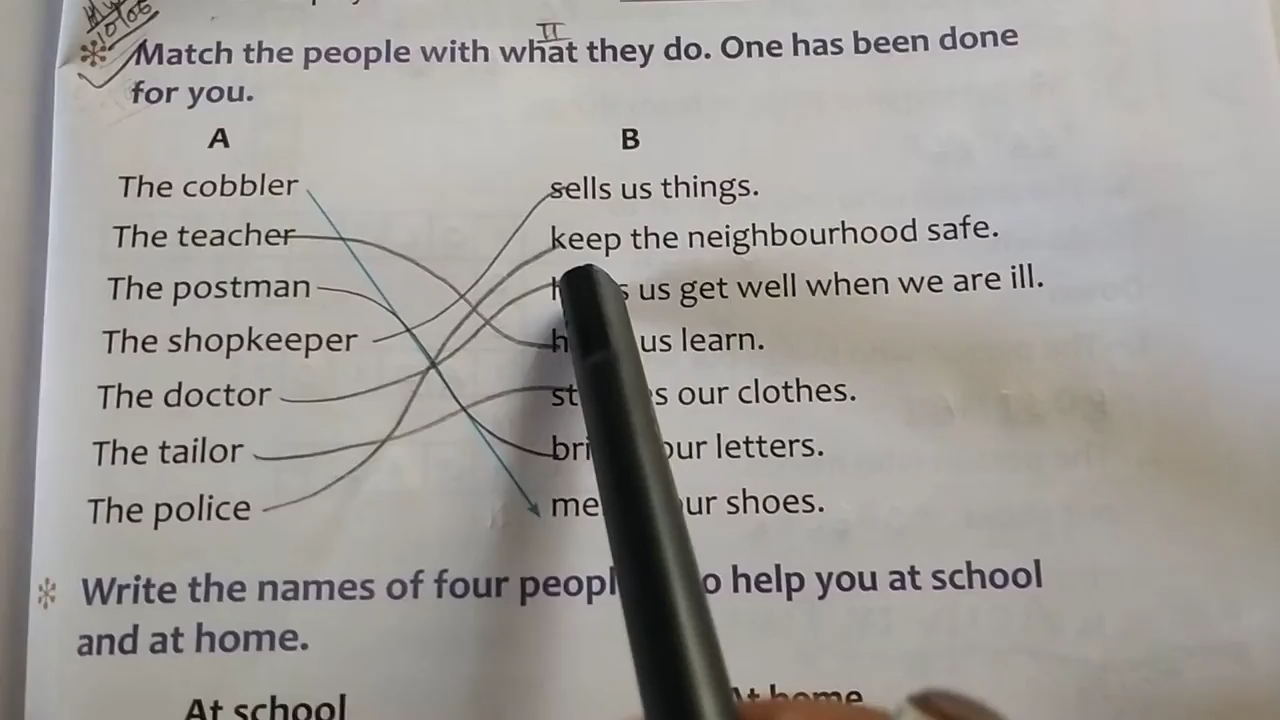 II
Match the people with what they do. One has been done
for you.
A B
The cobbler sells us things.
The teacher keep the neighbourhood safe.
The postman us get well when we are ill.
The shopkeeper us learn.
The doctor our clothes.
The tailor our letters.
The police shoes.
Write the names of four help you at school
and at home.
At school At home